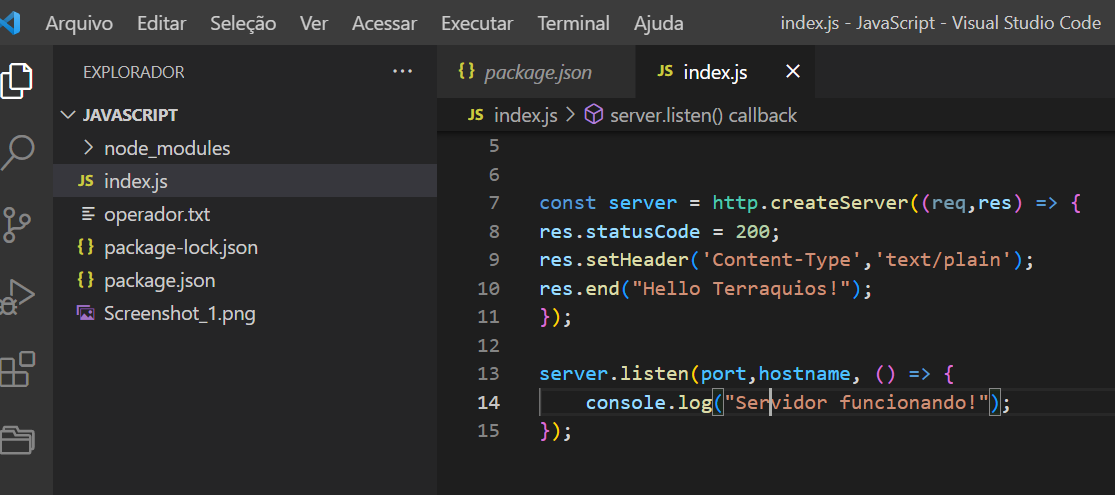 Arquivo Editar Seleção Ver Acessar Executar Terminal Ajuda index.js - JavaScript - Visual Studio Code
EXPLORADOR ...
JAVASCRIPT
node_modules
JS index.js
operador.txt
{} package-lock.json
{} package.json
Screenshot_1.png
{} package.json JS index.js
JS index.js > server.listen() callback
5
6
7 const server = http.createServer((req,res) => {
8 res.statusCode = 200;
9 res.setHeader('Content-Type','text/plain');
10 res.end("Hello Terraquios!");
11 });
12
13 server.listen(port,hostname, () => {
14 console.log("Servidor funcionando!");
15 });